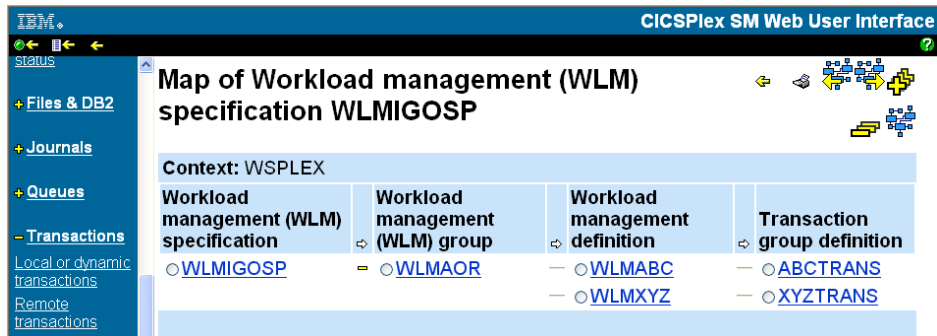 IBM.
CICSPlex SM Web User Interface
status
Files & DB2
Journals
Queues
Transactions
Local or dynamic
transactions
Remote
transactions
Map of Workload management (WLM)
specification WLMIGOSP
Context: WSPLEX
Workload
management (WLM)
specification
Workload
management
(WLM) group
Workload
management
definition
Transaction
group definition
WLMIGOSP
WLMAOR
WLMABC
ABCTRANS
WLMXYZ
XYZTRANS